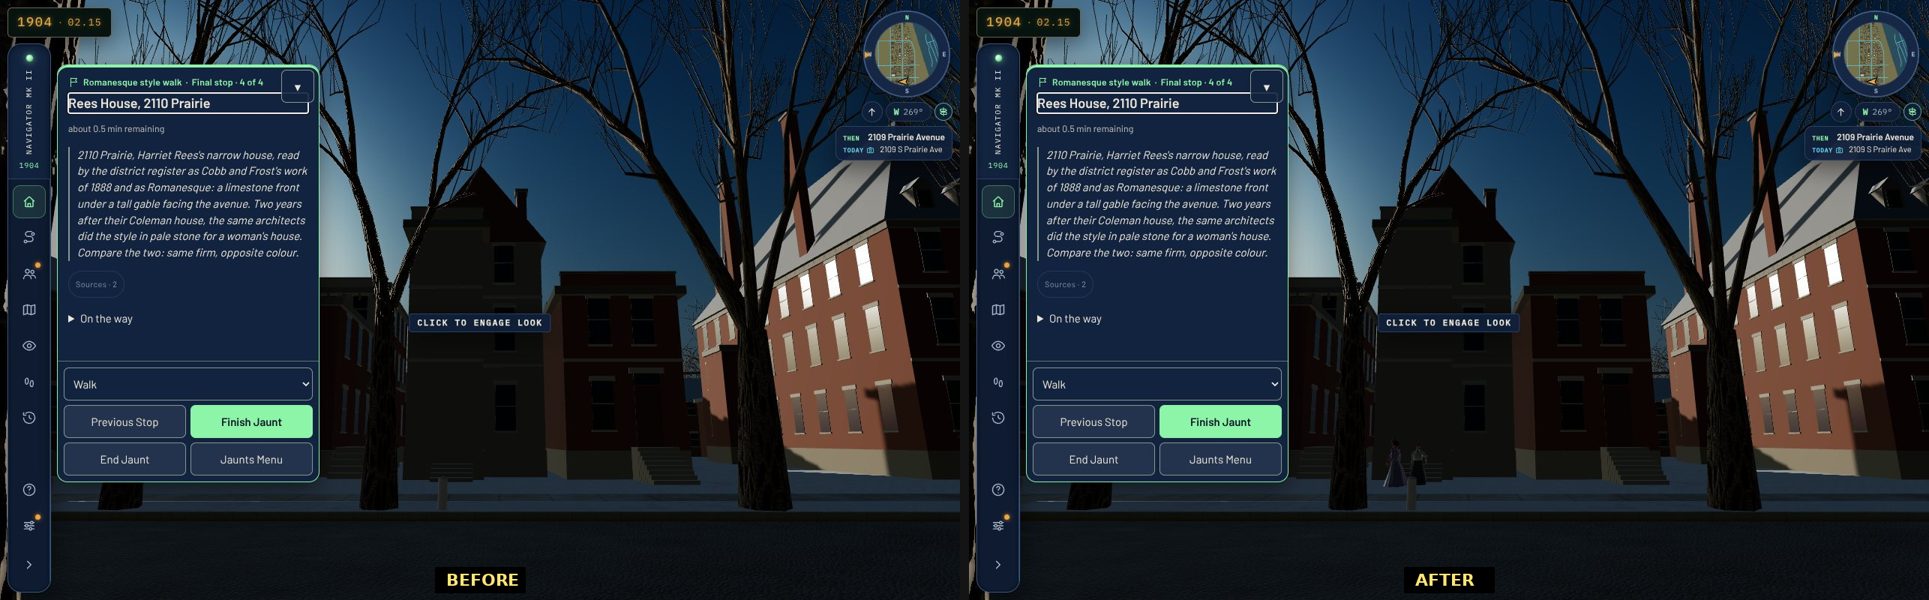 1904 · 02.15
NAVIGATOR MK II
1904
Romanesque style walk · Final stop · 4 of 4
Rees House, 2110 Prairie
about 0.5 min remaining
2110 Prairie, Harriet Rees's narrow house, read
by the district register as Cobb and Frost's work
of 1888 and as Romanesque: a limestone front
under a tall gable facing the avenue. Two years
after their Coleman house, the same architects
did the style in pale stone for a woman's house.
Compare the two: same firm, opposite colour.
Sources · 2
On the way
Walk
Previous Stop
Finish Jaunt
End Jaunt
Jaunts Menu
CLICK TO ENGAGE LOOK
N
E
S
W
W 269°
THEN 2109 Prairie Avenue
TODAY 2109 S Prairie Ave
BEFORE
1904 · 02.15
NAVIGATOR MK II
1904
Romanesque style walk · Final stop · 4 of 4
Rees House, 2110 Prairie
about 0.5 min remaining
2110 Prairie, Harriet Rees's narrow house, read
by the district register as Cobb and Frost's work
of 1888 and as Romanesque: a limestone front
under a tall gable facing the avenue. Two years
after their Coleman house, the same architects
did the style in pale stone for a woman's house.
Compare the two: same firm, opposite colour.
Sources · 2
On the way
Walk
Previous Stop
Finish Jaunt
End Jaunt
Jaunts Menu
CLICK TO ENGAGE LOOK
N
E
S
W
W 269°
THEN 2109 Prairie Avenue
TODAY 2109 S Prairie Ave
AFTER